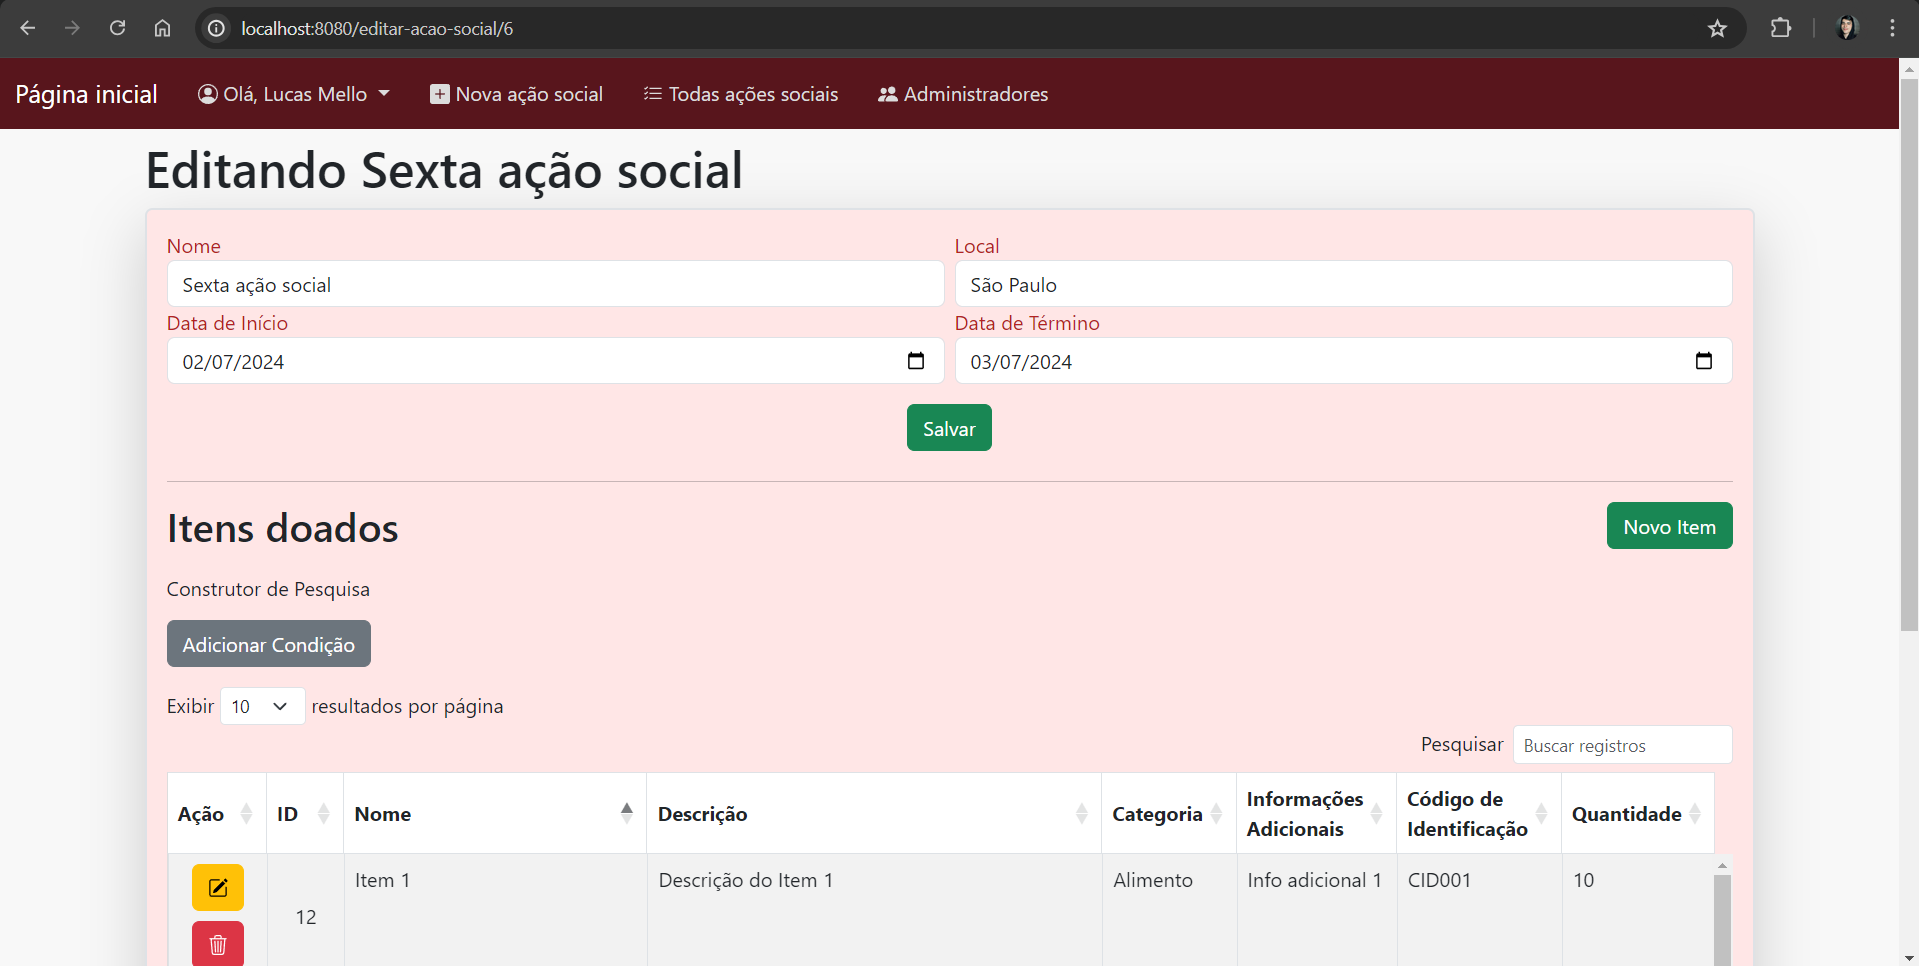 localhost:8080/editar-acao-social/6
Página inicial
Olá, Lucas Mello
Nova ação social
Todas ações sociais
Administradores
Editando Sexta ação social
Nome
Local
Sexta ação social
São Paulo
Data de Início
Data de Término
02/07/2024
03/07/2024
Salvar
Itens doados
Novo Item
Construtor de Pesquisa
Adicionar Condição
Exibir 10 resultados por página
Pesquisar Buscar registros
Ação
ID
Nome
Descrição
Categoria
Informações
Adicionais
Código de
Identificação
Quantidade
12
Item 1
Descrição do Item 1
Alimento
Info adicional 1
CID001
10